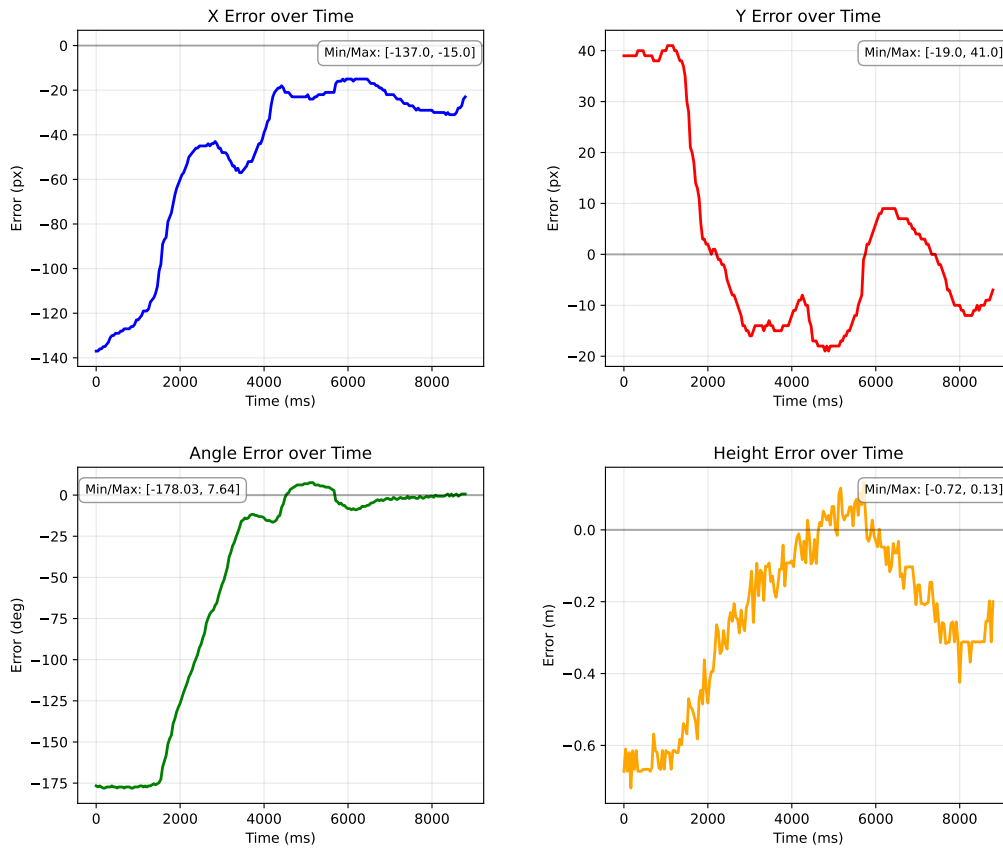 X Error over Time
Min/Max: [-137.0, -15.0]
Error (px)
0
−20
−40
−60
−80
−100
−120
−140
0 2000 4000 6000 8000
Time (ms)
Y Error over Time
Min/Max: [-19.0, 41.0]
Error (px)
40
30
20
10
0
−10
−20
0 2000 4000 6000 8000
Time (ms)
Angle Error over Time
Min/Max: [-178.03, 7.64]
Error (deg)
0
−25
−50
−75
−100
−125
−150
−175
0 2000 4000 6000 8000
Time (ms)
Height Error over Time
Min/Max: [-0.72, 0.13]
Error (m)
0.0
−0.2
−0.4
−0.6
0 2000 4000 6000 8000
Time (ms)